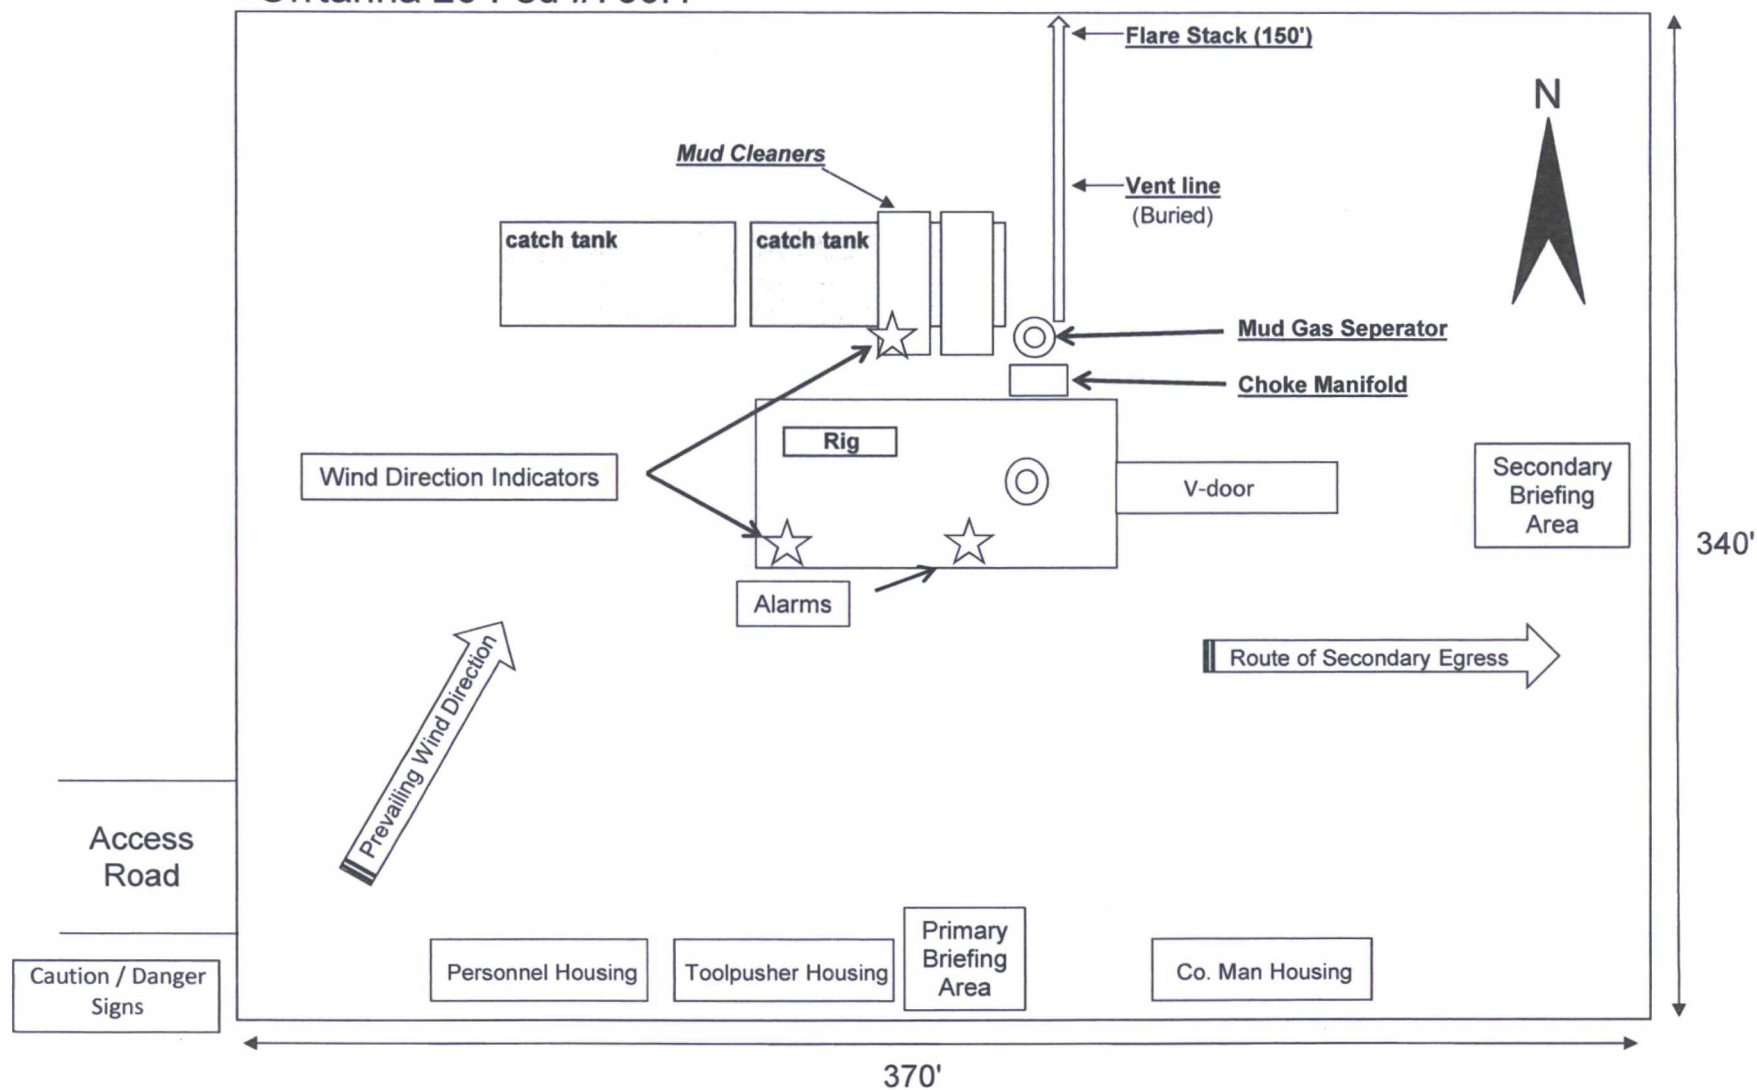 Flare Stack (150')
N
Mud Cleaners
Vent line
(Buried)
catch tank
catch tank
Mud Gas Seperator
Choke Manifold
Rig
Wind Direction Indicators
V-door
Secondary
Briefing
Area
340'
Alarms
Prevailing Wind Direction
Route of Secondary Egress
Access
Road
Primary
Briefing
Area
Caution / Danger
Signs
Personnel Housing
Toolpusher Housing
Co. Man Housing
370'